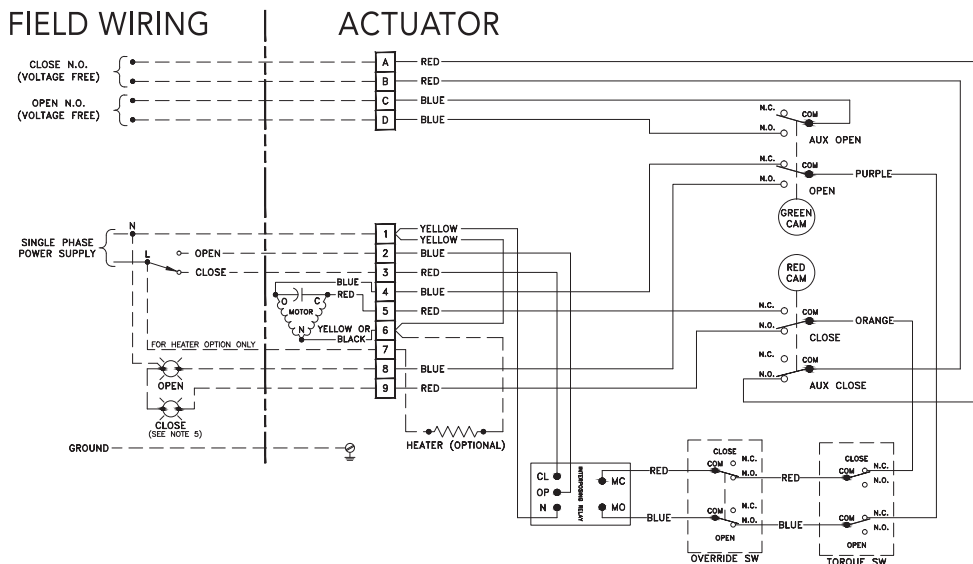 FIELD WIRING
ACTUATOR
CLOSE N.O.
(VOLTAGE FREE)
OPEN N.O.
(VOLTAGE FREE)
A
RED
B
RED
C
BLUE
D
BLUE
N.C.
COM
N.O.
AUX OPEN
N.C.
COM
PURPLE
N.O.
OPEN
GREEN
CAM
N
SINGLE PHASE
POWER SUPPLY
L
OPEN
CLOSE
1
YELLOW
YELLOW
2
BLUE
3
RED
BLUE
4
BLUE
O
C
RED
5
RED
MOTOR
N
YELLOW OR
BLACK
6
FOR HEATER OPTION ONLY
7
8
BLUE
9
RED
OPEN
CLOSE
(SEE NOTE 5)
GROUND
HEATER (OPTIONAL)
RED
CAM
N.C.
COM
ORANGE
N.O.
CLOSE
N.C.
COM
N.O.
AUX CLOSE
CL
OP
N
INTERPOSING RELAY
MC
MO
RED
BLUE
CLOSE
N.C.
COM
N.O.
N.C.
COM
N.O.
OPEN
OVERRIDE SW
RED
BLUE
CLOSE
N.C.
COM
N.O.
COM
N.C.
N.O.
OPEN
TORQUE SW